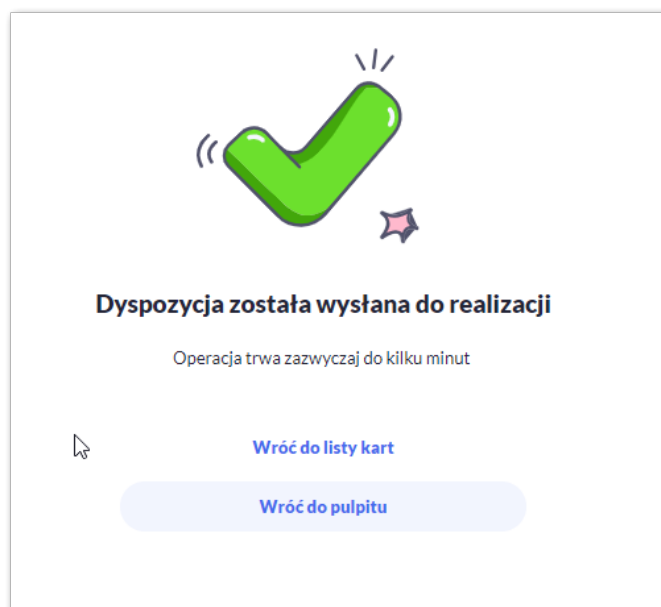 Dyspozycja została wysłana do realizacji
Operacja trwa zazwyczaj do kilku minut
Wróć do listy kart
Wróć do pulpitu